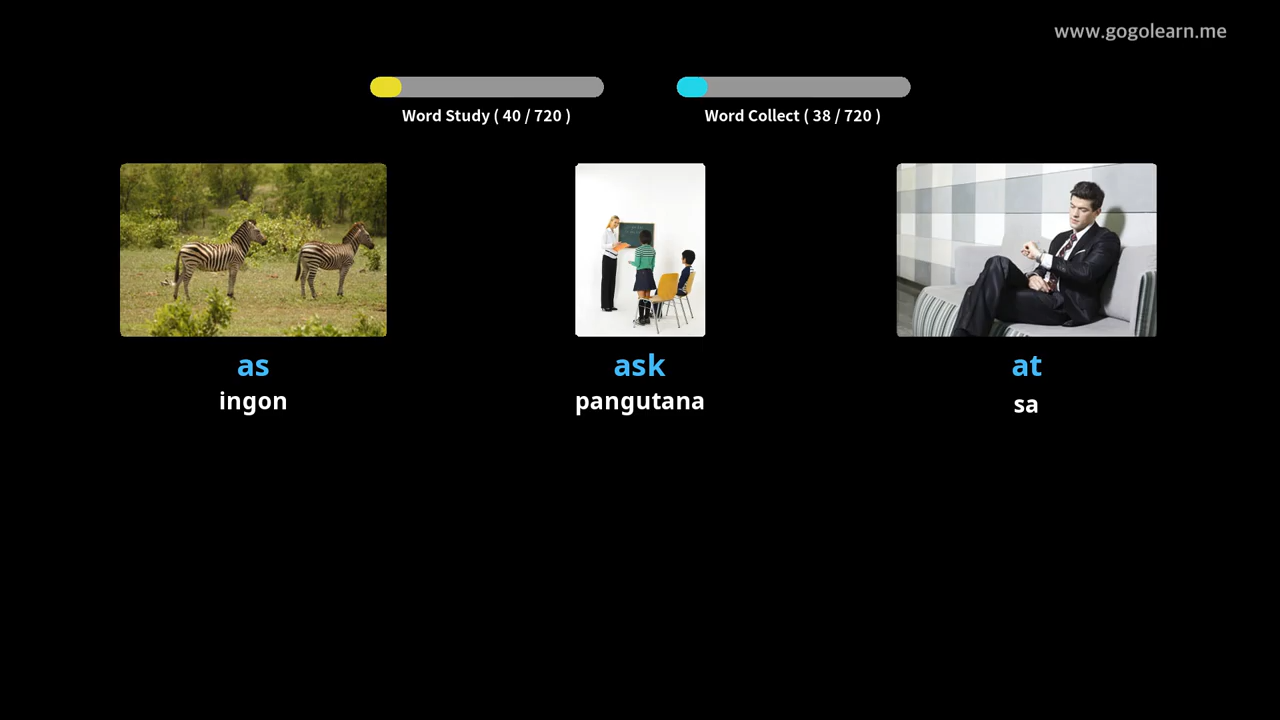 www.gogolearn.me
Word Study ( 40 / 720 )
Word Collect ( 38 / 720 )
as
ingon
ask
pangutana
at
sa